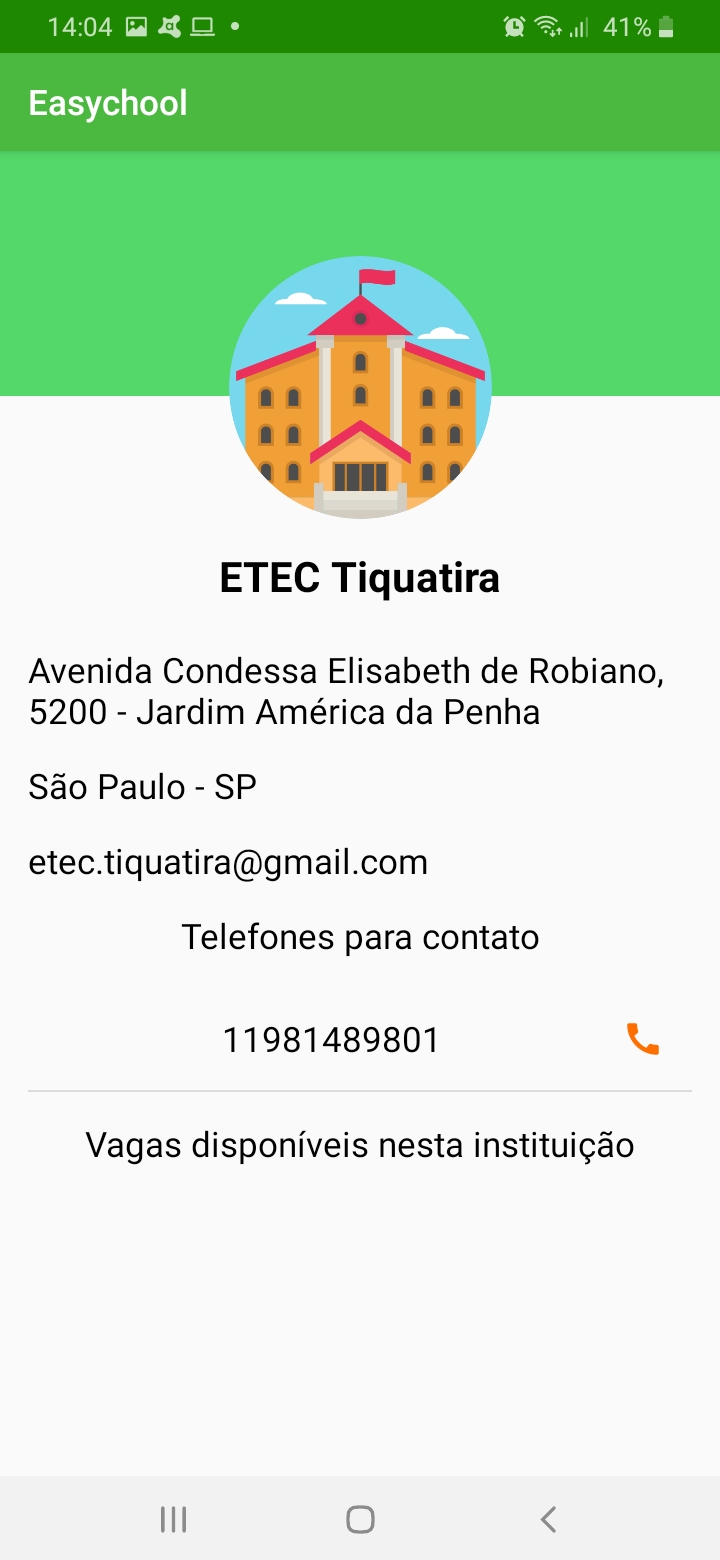 14:04
41%
Easychool
ETEC Tiquatira
Avenida Condessa Elisabeth de Robiano,
5200 - Jardim América da Penha
São Paulo - SP
etec.tiquatira@gmail.com
Telefones para contato
11981489801
Vagas disponíveis nesta instituição